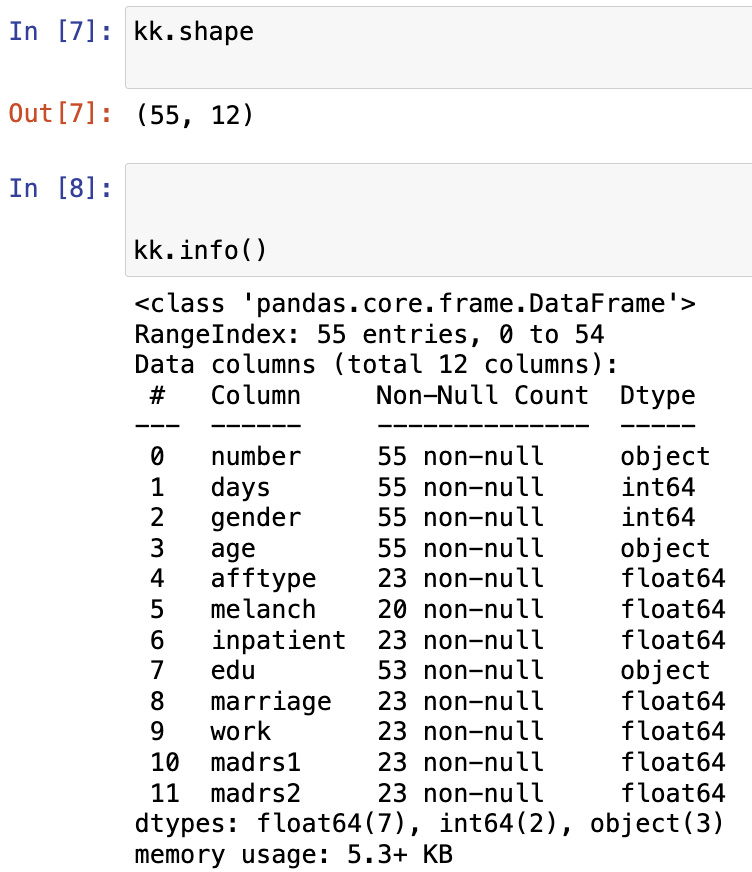 In [7]: kk.shape
Out[7]: (55, 12)
In [8]:
kk.info()
<class 'pandas.core.frame.DataFrame'>
RangeIndex: 55 entries, 0 to 54
Data columns (total 12 columns):
 #   Column     Non-Null Count  Dtype
---  ------     --------------  -----
 0   number     55 non-null     object
 1   days       55 non-null     int64
 2   gender     55 non-null     int64
 3   age        55 non-null     object
 4   afftype    23 non-null     float64
 5   melanch    20 non-null     float64
 6   inpatient  23 non-null     float64
 7   edu        53 non-null     object
 8   marriage   23 non-null     float64
 9   work       23 non-null     float64
 10  madrs1     23 non-null     float64
 11  madrs2     23 non-null     float64
dtypes: float64(7), int64(2), object(3)
memory usage: 5.3+ KB